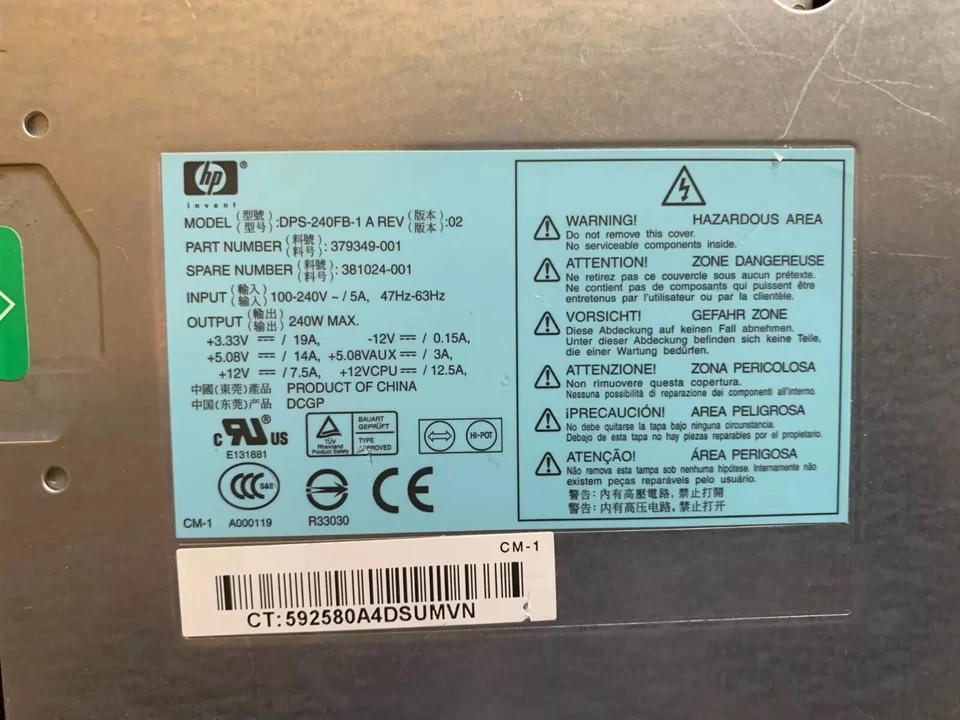 hp ®
invent
MODEL (型號 型号):DPS-240FB-1 A REV (版本 版本):02
PART NUMBER (料號 料号): 379349-001
SPARE NUMBER (料號 料号): 381024-001
INPUT (輸入 输入) 100-240V ~ / 5A, 47Hz-63Hz
OUTPUT (輸出 输出) 240W MAX.
+3.33V ⎓ / 19A, -12V ⎓ / 0.15A,
+5.08V ⎓ / 14A, +5.08VAUX ⎓ / 3A,
+12V ⎓ / 7.5A, +12VCPU ⎓ / 12.5A,
中國(東莞)產品 PRODUCT OF CHINA
中国(东莞)产品 DCGP
c RU ® US
E131881
TÜV
Rheinland
Product Safety
BAUART
GEPRÜFT
TYPE
APPROVED
HI-POT
CCC S&E
CE
CM-1 A000119 R33030
WARNING! HAZARDOUS AREA
Do not remove this cover.
No serviceable components inside.
ATTENTION! ZONE DANGEREUSE
Ne retirez pas ce couvercle sous aucun prétexte.
Ne contient pas de composants qui puissent être
entretenus par l'utilisateur ou par la clientèle.
VORSICHT! GEFAHR ZONE
Diese Abdeckung auf keinen Fall abnehmen.
Unter dieser Abdeckung befinden sich keine Teile,
die einer Wartung bedürfen.
ATTENZIONE! ZONA PERICOLOSA
Non rimuovere questa copertura.
Nessuna possibilità di reparazione dei componenti all'interno.
¡PRECAUCIÓN! AREA PELIGROSA
No debe quitarse la tapa bajo ninguna circunstancia.
Debajo de esta tapa no hay piezas reparables por el propietario.
ATENÇÃO! ÁREA PERIGOSA
Não remova esta tampa sob nenhuma hipótese. Internamente não
existem peças reparáveis pelo usuário.
警告: 內有高壓電路, 禁止打開
警告: 内有高压电路, 禁止打开
CM-1
CT:592580A4DSUMVN